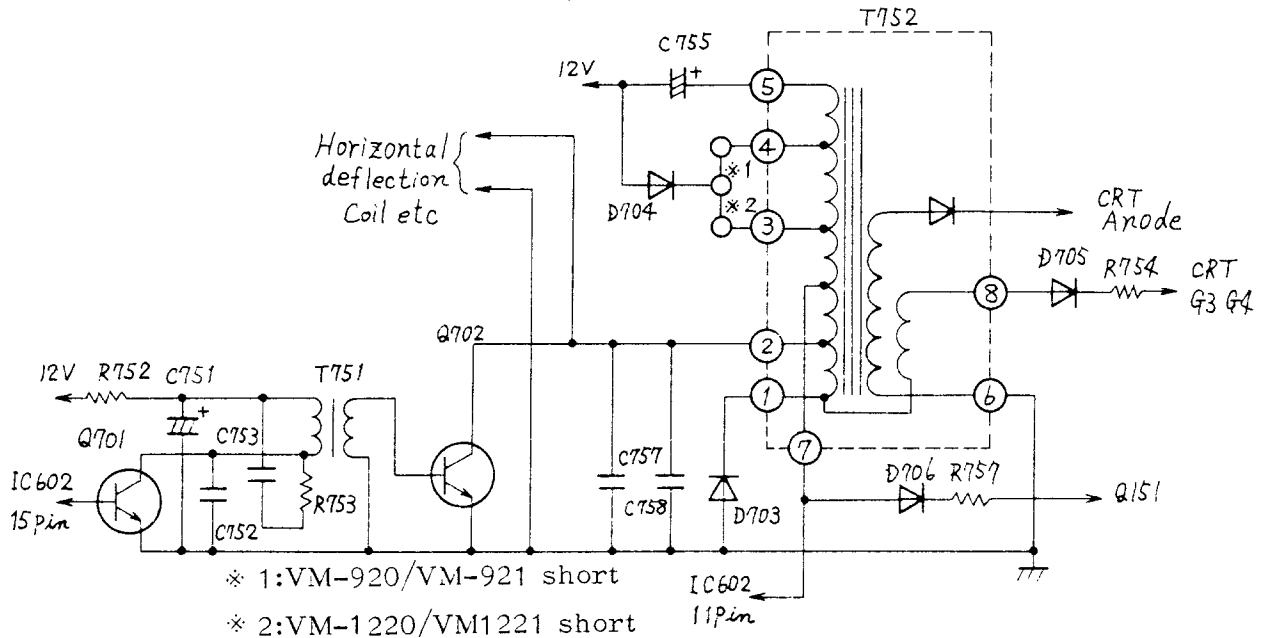 T752
C755
+
12V
5
4
※1
※2
3
D704
Horizontal
deflection
Coil etc
CRT
Anode
D705
R754
CRT
G3 G4
8
Q702
2
1
6
7
12V
R752
C751
+
T751
Q701
C753
R753
C752
IC602
15pin
C757
C758
D703
D706
R757
Q151
IC602
11Pin
※ 1:VM-920/VM-921 short
※ 2:VM-1220/VM1221 short